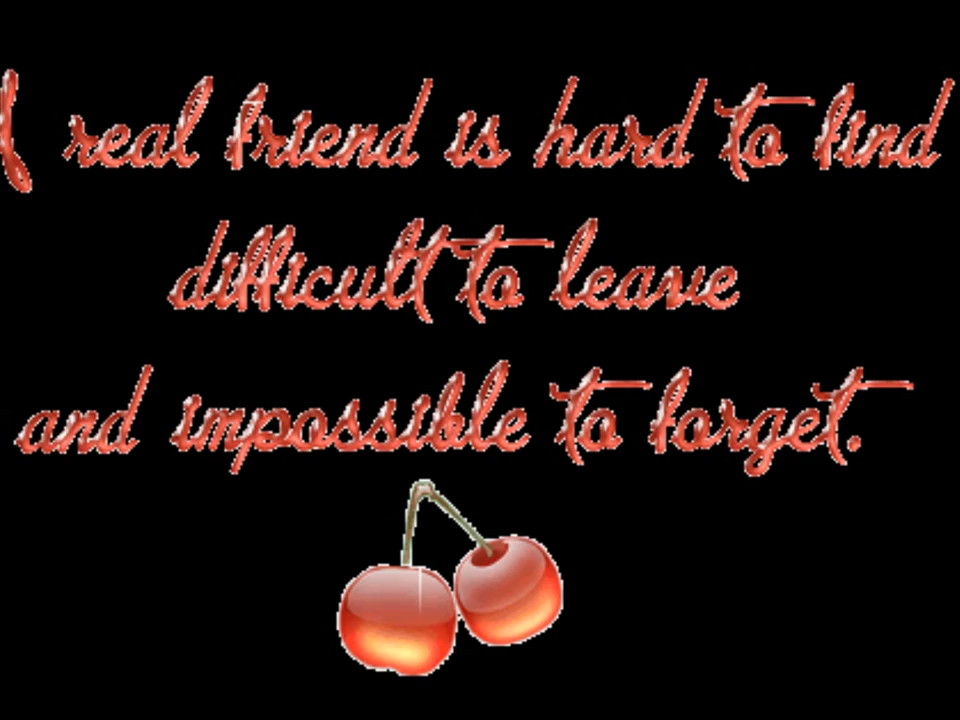 A real friend is hard to find
difficult to leave
and impossible to forget.